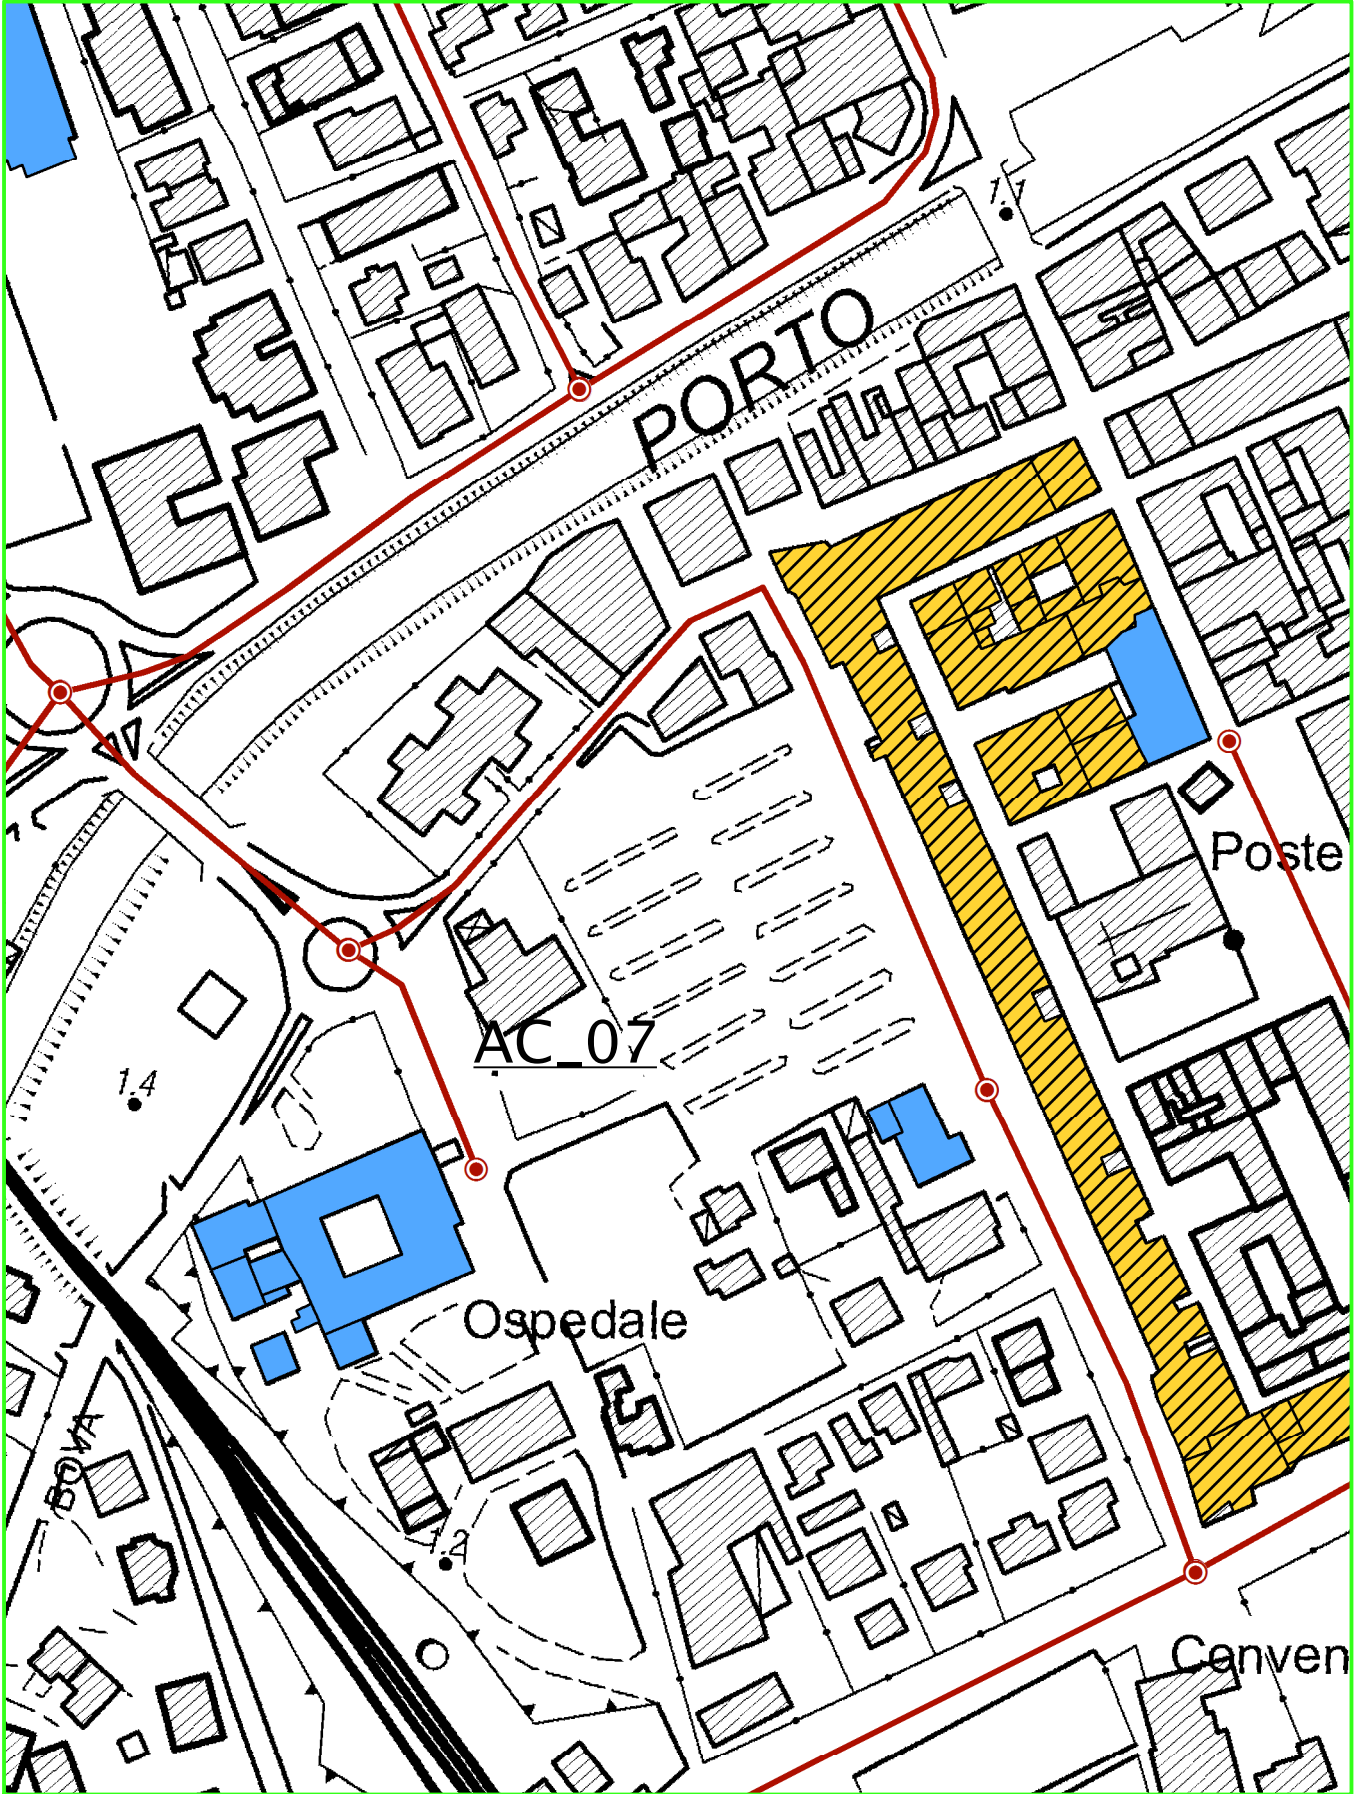 1.1
PORTO
Poste
AC_07
1.4
Ospedale
BOVA
1.2
Conven